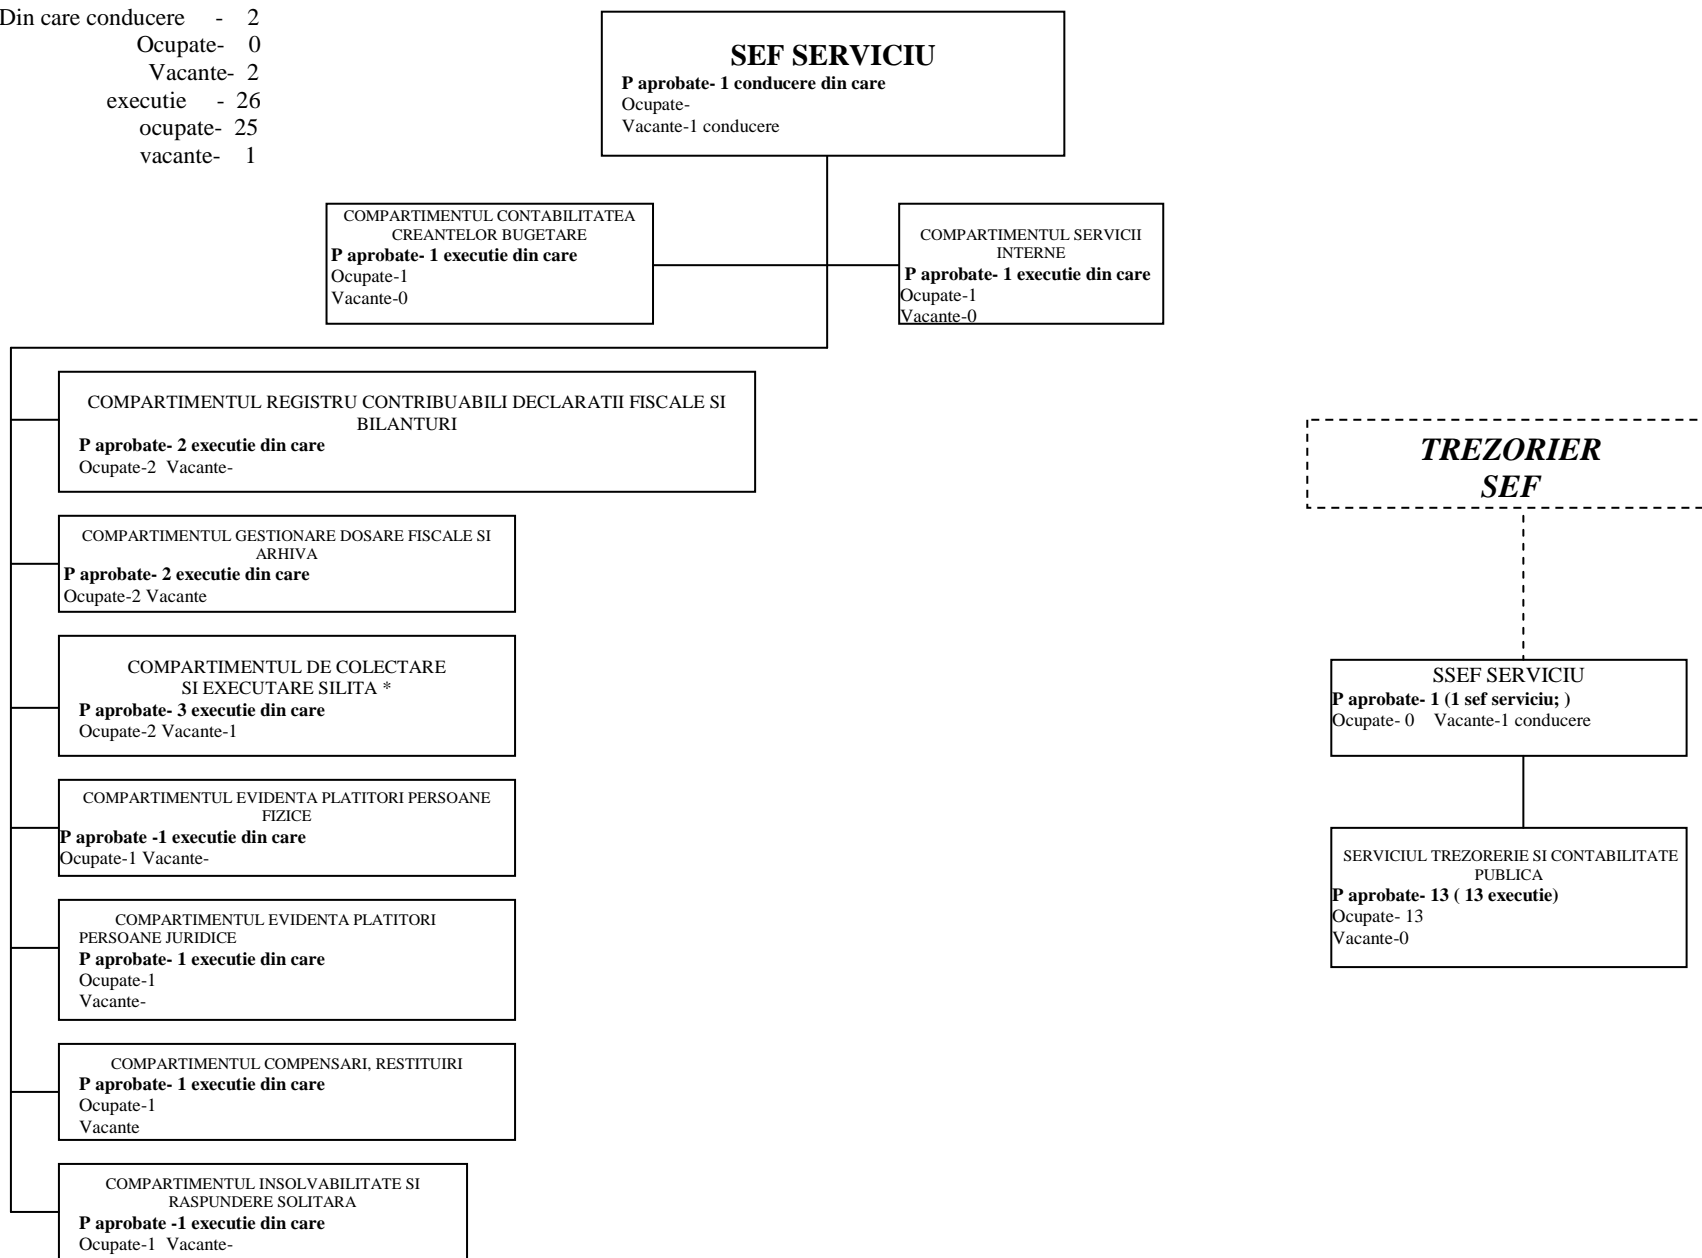 Din care conducere - 2
Ocupate- 0
Vacante- 2
executie - 26
ocupate- 25
vacante- 1
SEF SERVICIU
P aprobate- 1 conducere din care
Ocupate-
Vacante-1 conducere
COMPARTIMENTUL CONTABILITATEA
CREANTELOR BUGETARE
P aprobate- 1 executie din care
Ocupate-1
Vacante-0
COMPARTIMENTUL SERVICII
INTERNE
P aprobate- 1 executie din care
Ocupate-1
Vacante-0
COMPARTIMENTUL REGISTRU CONTRIBUABILI DECLARATII FISCALE SI
BILANTURI
P aprobate- 2 executie din care
Ocupate-2 Vacante-
COMPARTIMENTUL GESTIONARE DOSARE FISCALE SI
ARHIVA
P aprobate- 2 executie din care
Ocupate-2 Vacante
COMPARTIMENTUL DE COLECTARE
SI EXECUTARE SILITA *
P aprobate- 3 executie din care
Ocupate-2 Vacante-1
COMPARTIMENTUL EVIDENTA PLATITORI PERSOANE
FIZICE
P aprobate -1 executie din care
Ocupate-1 Vacante-
COMPARTIMENTUL EVIDENTA PLATITORI
PERSOANE JURIDICE
P aprobate- 1 executie din care
Ocupate-1
Vacante-
COMPARTIMENTUL COMPENSARI, RESTITUIRI
P aprobate- 1 executie din care
Ocupate-1
Vacante
COMPARTIMENTUL INSOLVABILITATE SI
RASPUNDERE SOLITARA
P aprobate -1 executie din care
Ocupate-1 Vacante-
TREZORIER
SEF
SSEF SERVICIU
P aprobate- 1 (1 sef serviciu; )
Ocupate- 0 Vacante-1 conducere
SERVICIUL TREZORERIE SI CONTABILITATE
PUBLICA
P aprobate- 13 ( 13 executie)
Ocupate- 13
Vacante-0